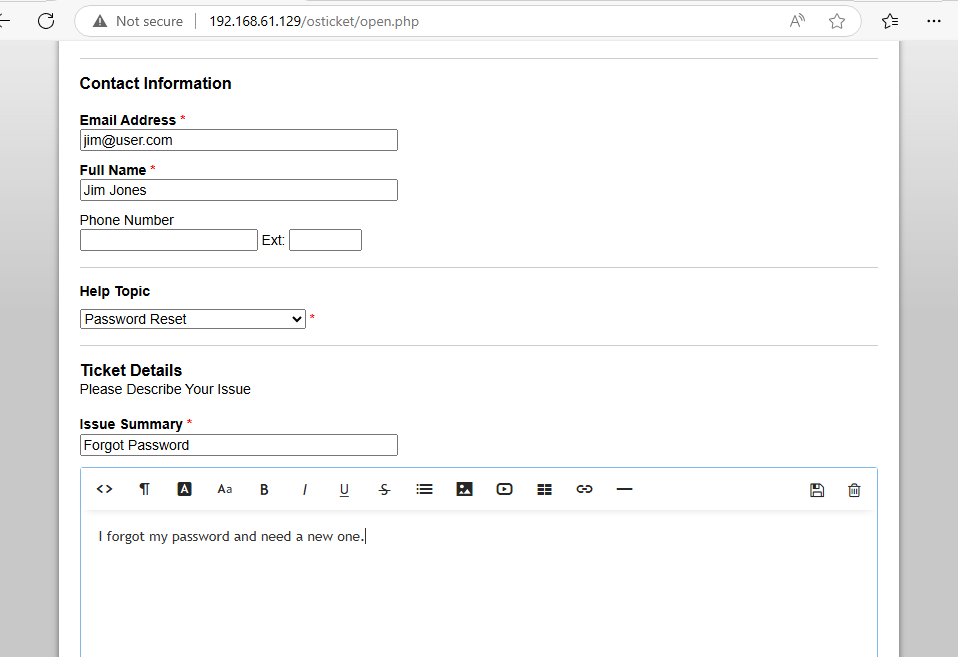 Not secure 192.168.61.129/osticket/open.php
Contact Information
Email Address *
jim@user.com
Full Name *
Jim Jones
Phone Number
Ext:
Help Topic
Password Reset *
Ticket Details
Please Describe Your Issue
Issue Summary *
Forgot Password
<> ¶ A Aa B I U S
I forgot my password and need a new one.